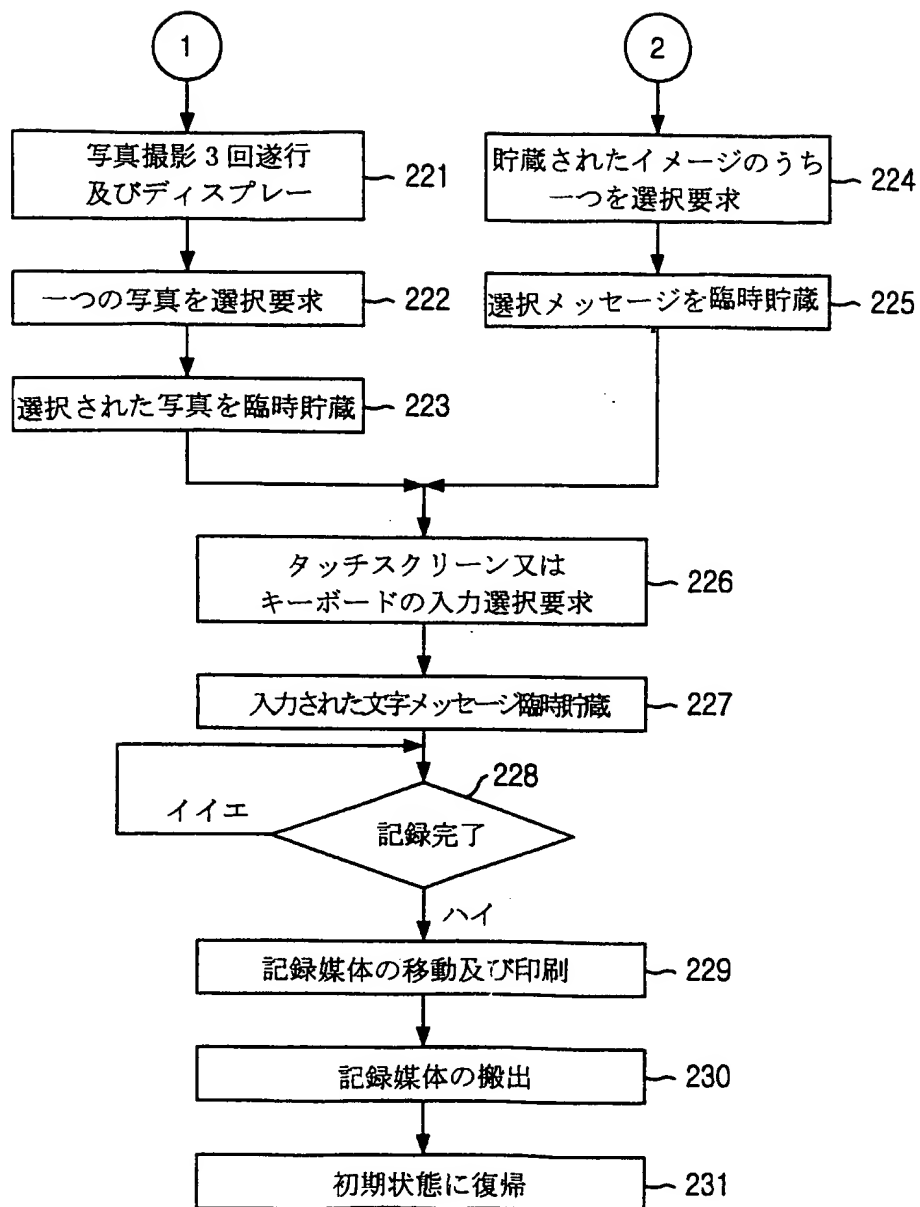 1
写真撮影3回遂行
及びディスプレー
221
一つの写真を選択要求
222
選択された写真を臨時貯蔵
223
2
貯蔵されたイメージのうち
一つを選択要求
224
選択メッセージを臨時貯蔵
225
タッチスクリーン又は
キーボードの入力選択要求
226
入力された文字メッセージ臨時貯蔵
227
228
イイエ
記録完了
ハイ
記録媒体の移動及び印刷
229
記録媒体の搬出
230
初期状態に復帰
231